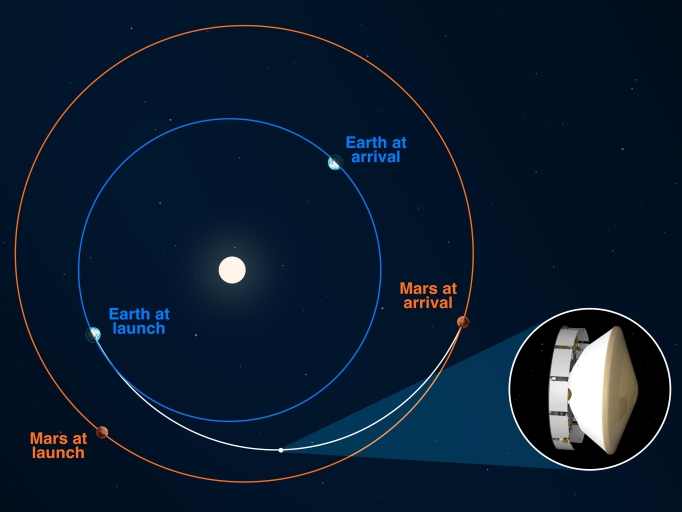 Earth at
arrival
Mars at
arrival
Earth at
launch
Mars at
launch